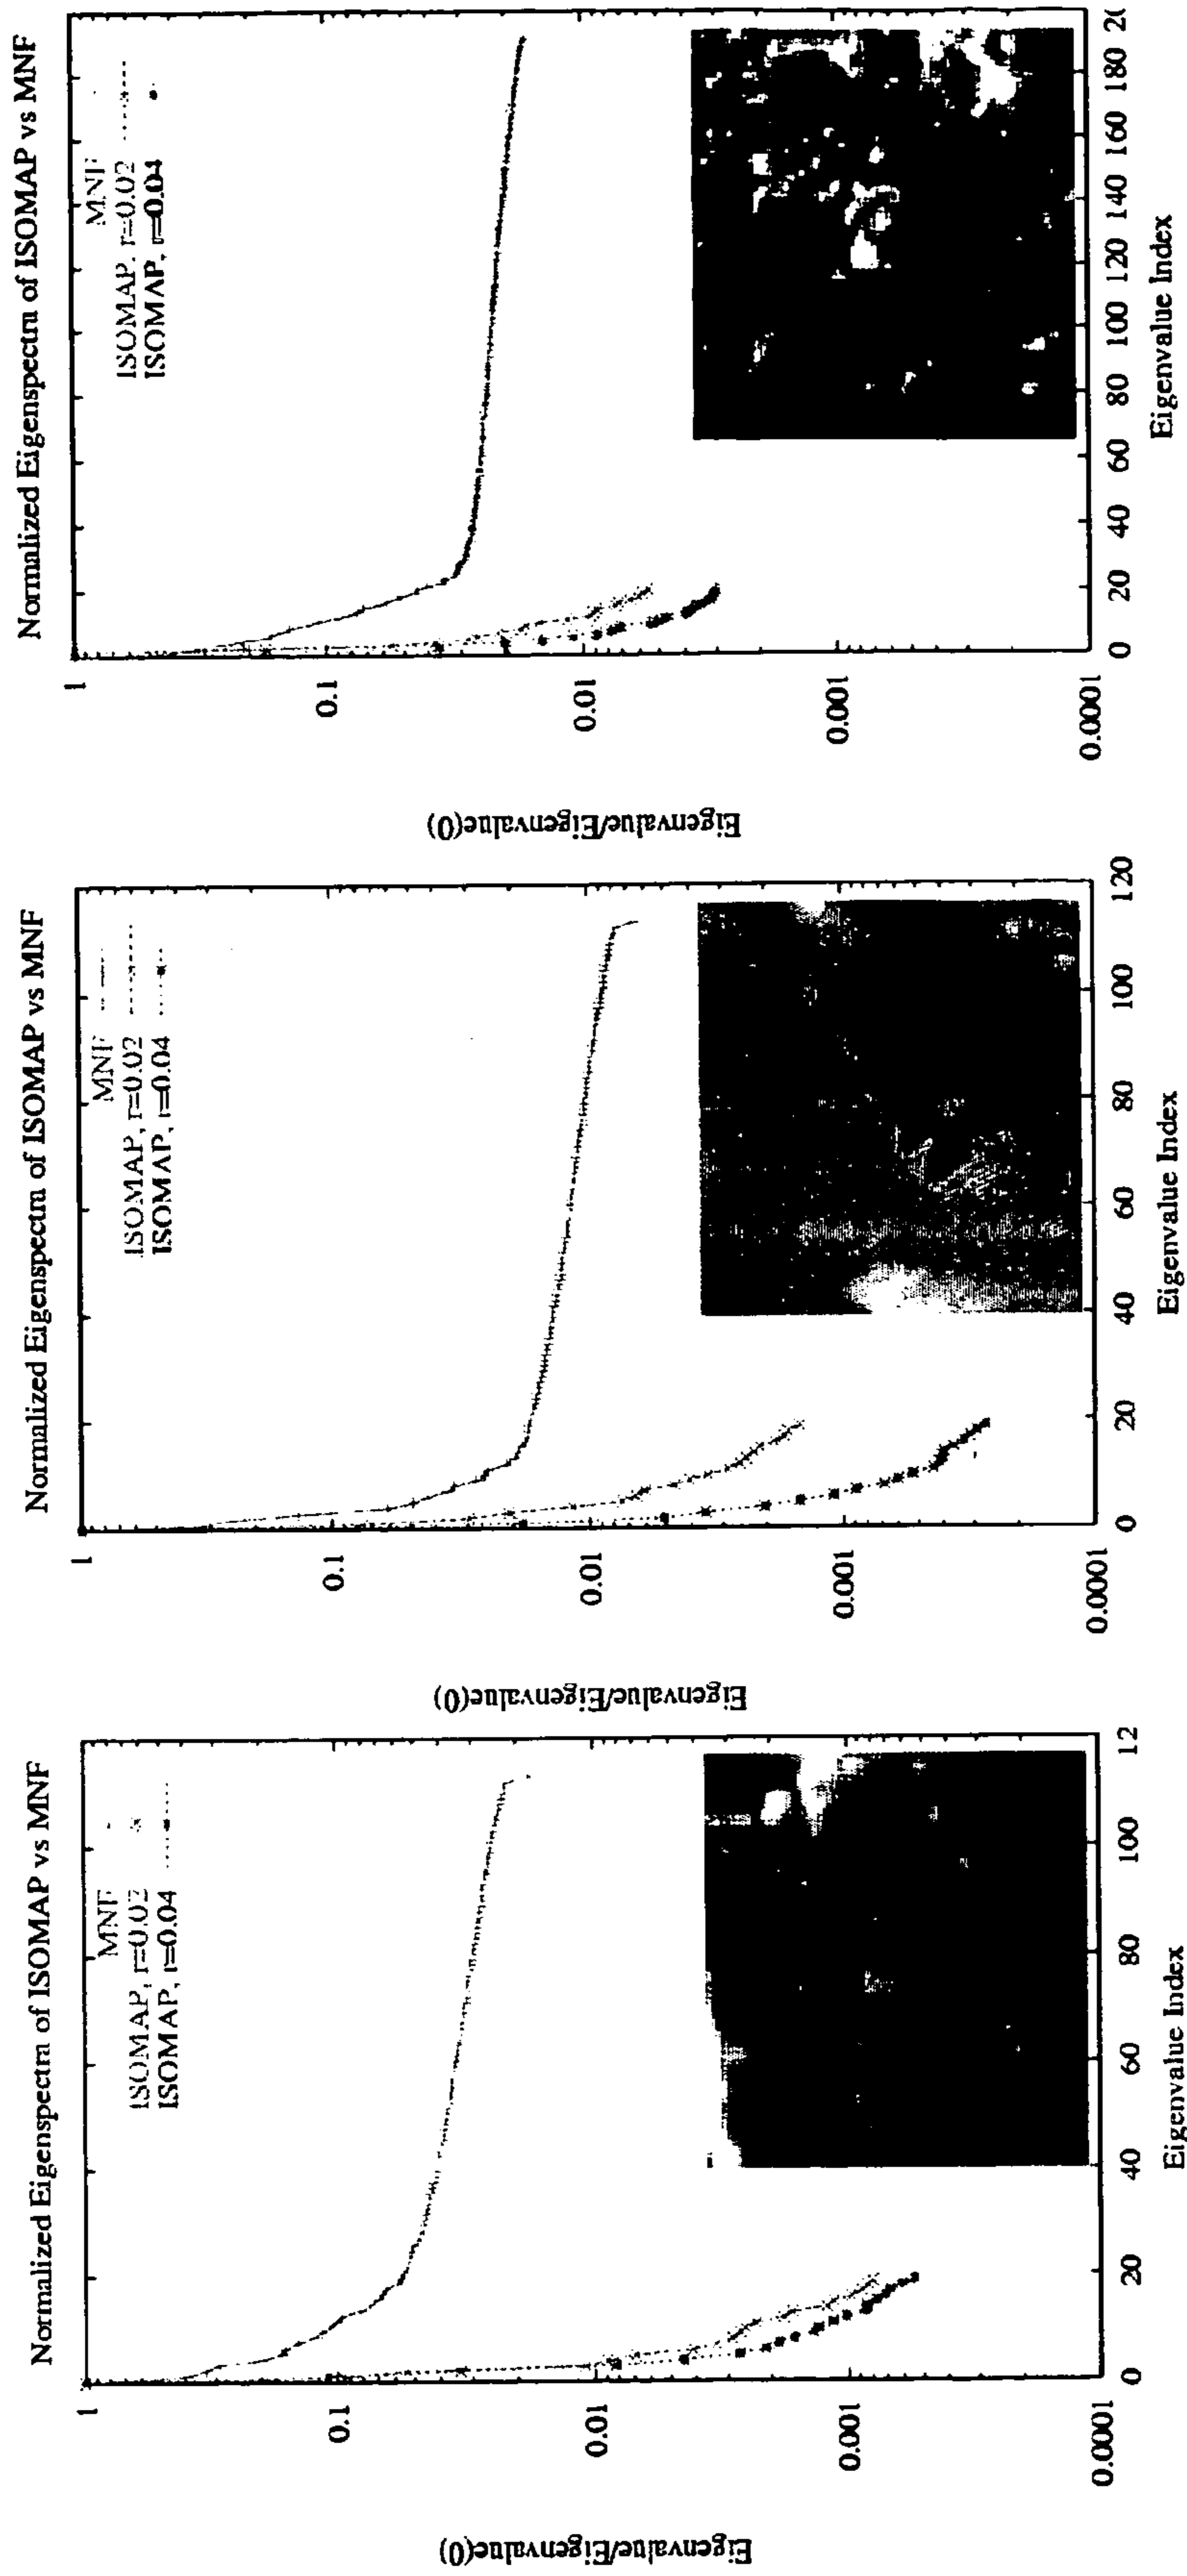 Normalized Eigenspectra of ISOMAP vs MNF
MNF
ISOMAP, r=0.02
ISOMAP, r=0.04
Eigenvalue/Eigenvalue(0)
1
0.1
0.01
0.001
0.0001
0 20 40 60 80 100 12
Eigenvalue Index
Normalized Eigenspectra of ISOMAP vs MNF
MNF
ISOMAP, r=0.02
ISOMAP, r=0.04
Eigenvalue/Eigenvalue(0)
1
0.1
0.01
0.001
0.0001
0 20 40 60 80 100 120
Eigenvalue Index
Normalized Eigenspectra of ISOMAP vs MNF
MNF
ISOMAP, r=0.02
ISOMAP, r=0.04
Eigenvalue/Eigenvalue(0)
1
0.1
0.01
0.001
0.0001
0 20 40 60 80 100 120 140 160 180 20
Eigenvalue Index